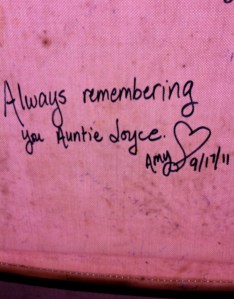 Always remembering
you Auntie Joyce.
Amy
9/17/11